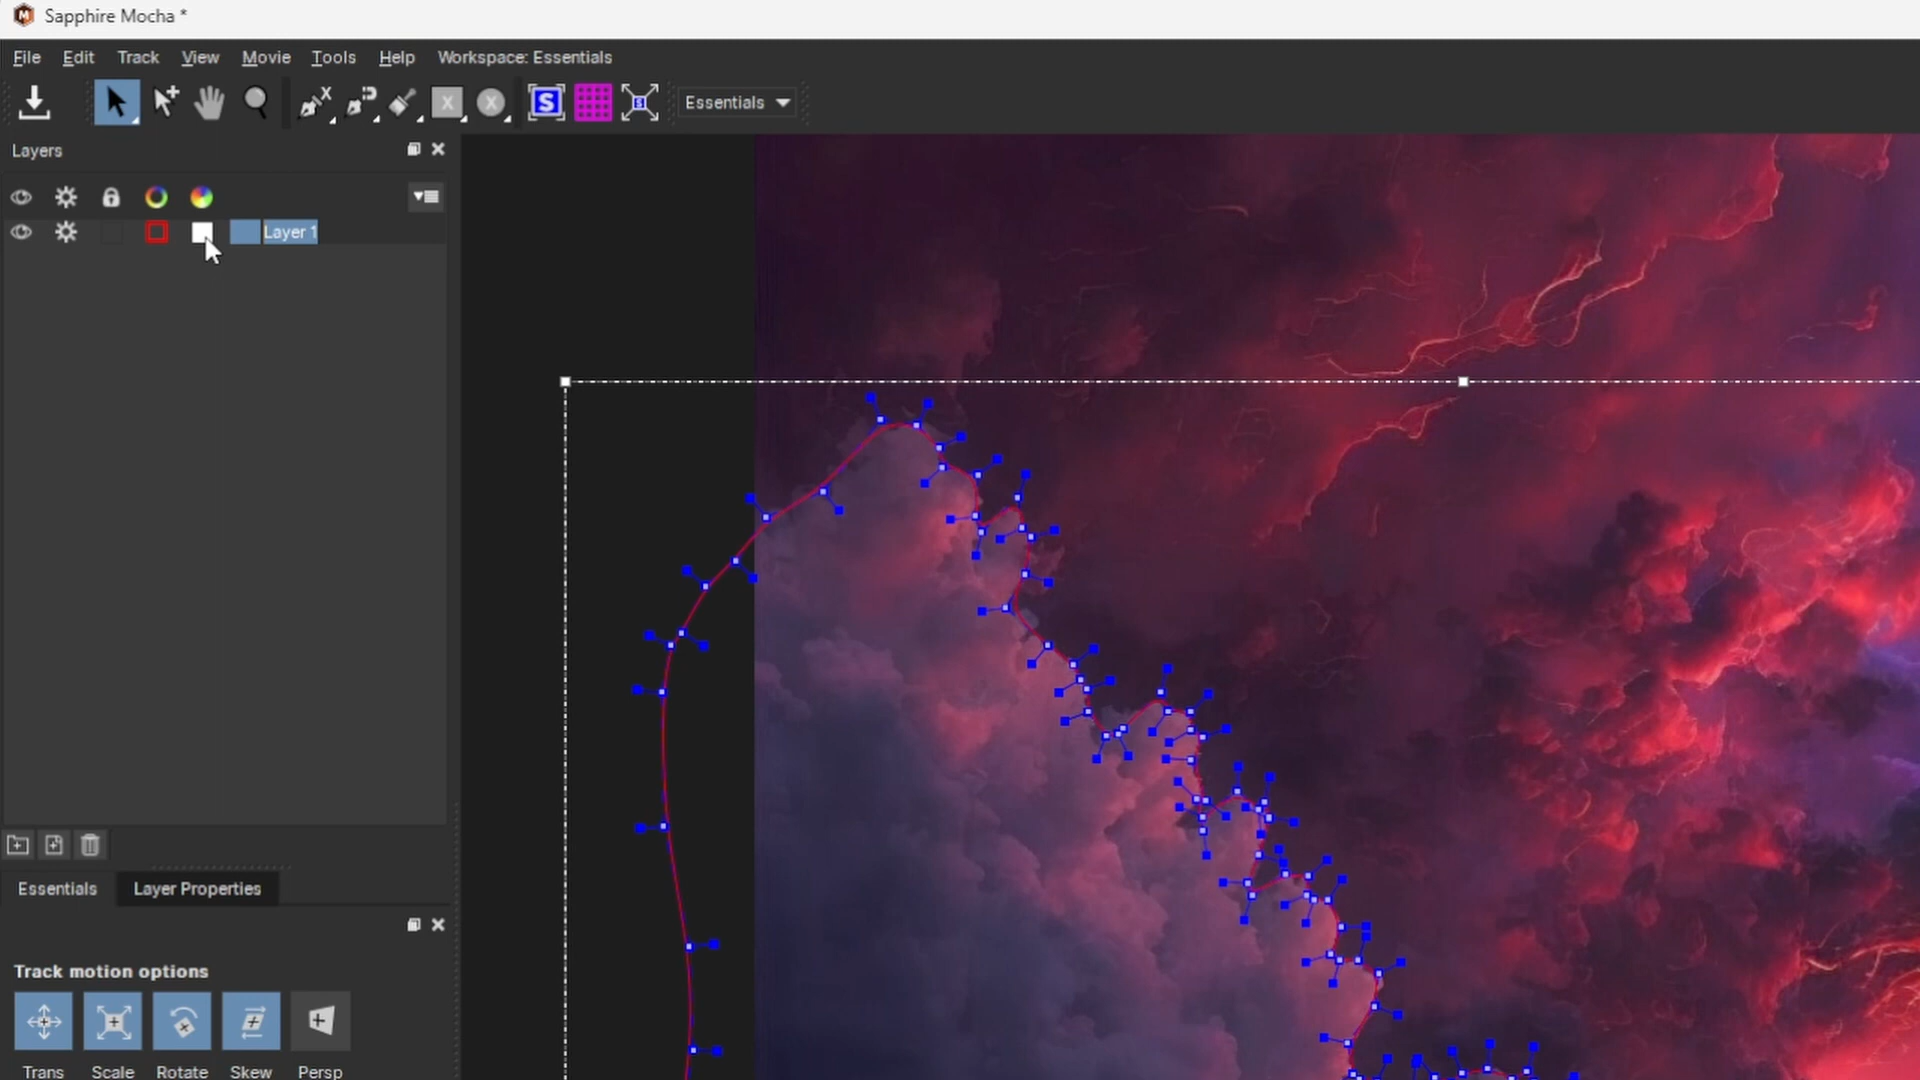 Sapphire Mocha *
File Edit Track View Movie Tools Help Workspace: Essentials
Essentials
Layers
Layer 1
Essentials Layer Properties
Track motion options
Trans Scale Rotate Skew Persp